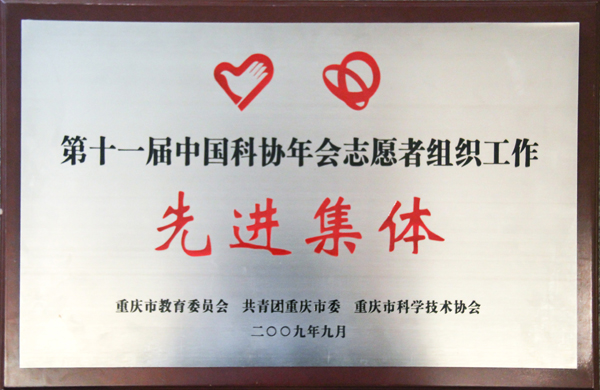 第十一届中国科协年会志愿者组织工作
先进集体
重庆市教育委员会 共青团重庆市委 重庆市科学技术协会
二〇〇九年九月